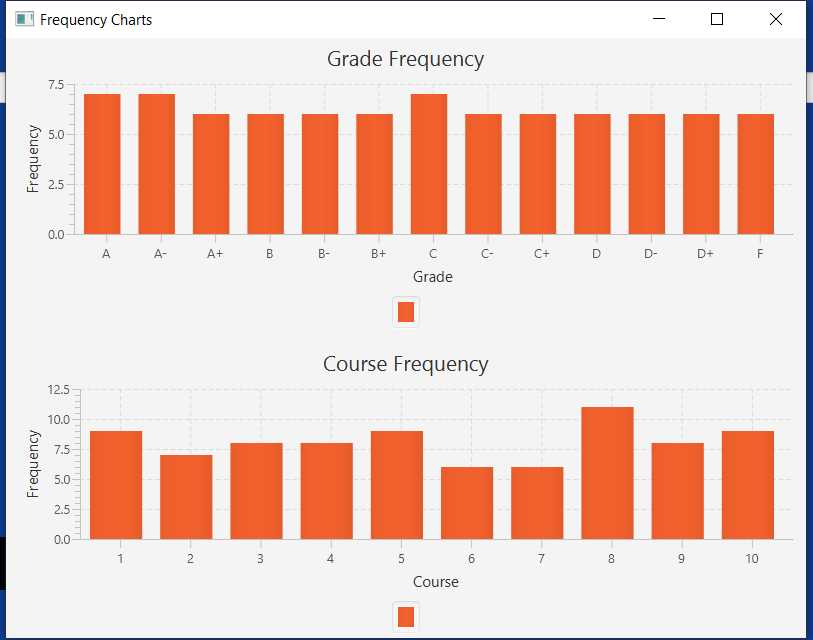 Frequency Charts
Grade Frequency
7.5
5.0
2.5
0.0
Frequency
A A- A+ B B- B+ C C- C+ D D- D+ F
Grade
Course Frequency
12.5
10.0
7.5
5.0
2.5
0.0
Frequency
1 2 3 4 5 6 7 8 9 10
Course